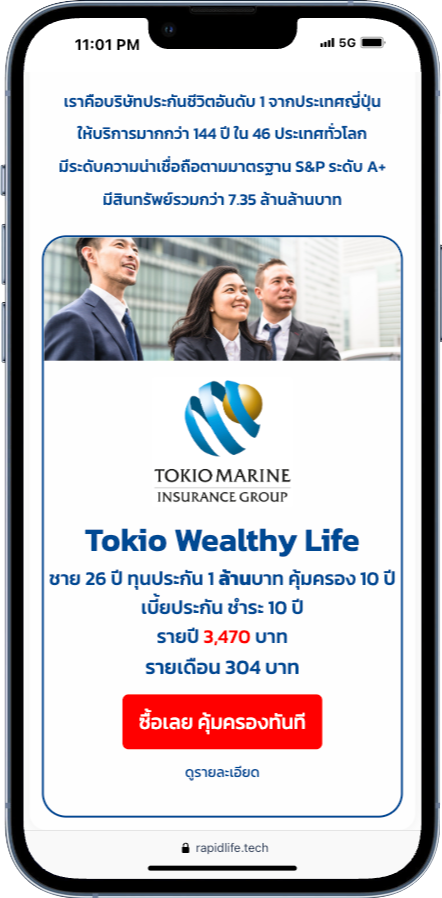 11:01 PM
5G
เราคือบริษัทประกันชีวิตอันดับ 1 จากประเทศญี่ปุ่น
ให้บริการมากกว่า 144 ปี ใน 46 ประเทศทั่วโลก
มีระดับความน่าเชื่อถือตามมาตรฐาน S&P ระดับ A+
มีสินทรัพย์รวมกว่า 7.35 ล้านล้านบาท
TOKIO MARINE
INSURANCE GROUP
Tokio Wealthy Life
ชาย 26 ปี ทุนประกัน 1 ล้านบาท คุ้มครอง 10 ปี
เบี้ยประกัน ชำระ 10 ปี
รายปี 3,470 บาท
รายเดือน 304 บาท
ซื้อเลย คุ้มครองทันที
ดูรายละเอียด
rapidlife.tech